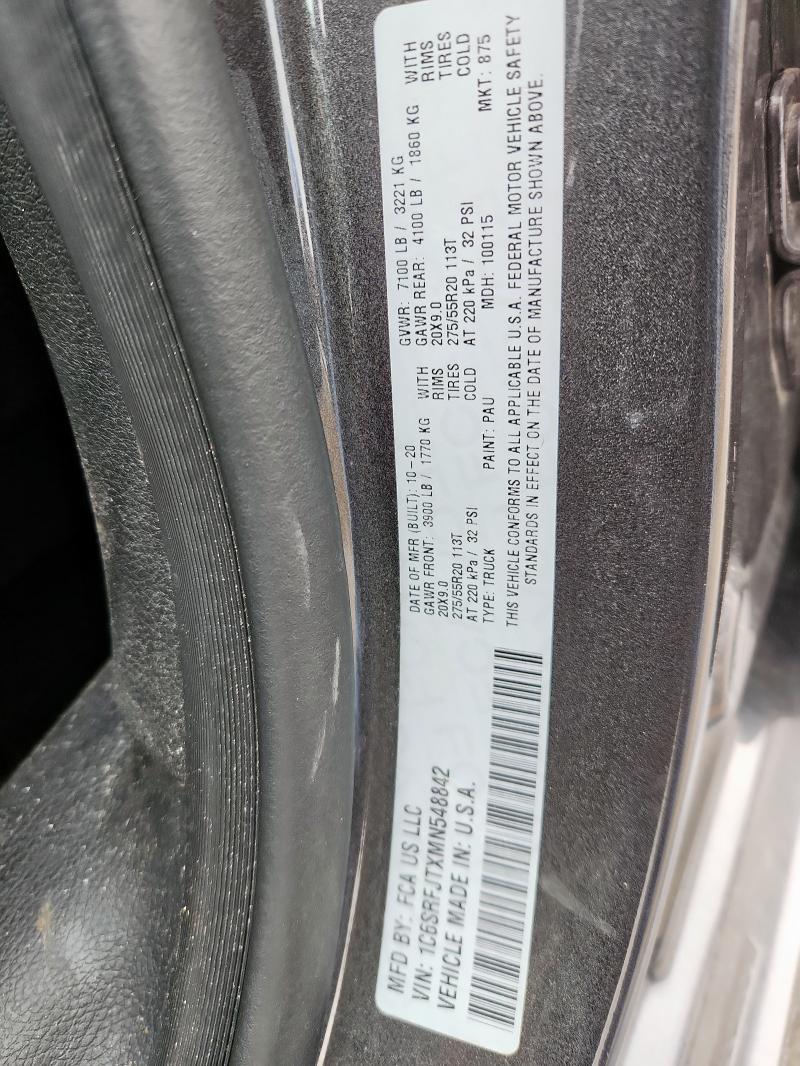 MFD BY: FCA US LLC
VIN: 1C6SRFJTXMN548842
VEHICLE MADE IN: U.S.A.
DATE OF MFR (BUILT): 10-20
GAWR FRONT: 3900 LB / 1770 KG WITH
20X9.0 RIMS
275/55R20 113T TIRES
AT 220 kPa / 32 PSI COLD
TYPE: TRUCK PAINT: PAU
GVWR: 7100 LB / 3221 KG
GAWR REAR: 4100 LB / 1860 KG WITH
20X9.0 RIMS
275/55R20 113T TIRES
AT 220 kPa / 32 PSI COLD
MDH: 100115 MKT: 875
THIS VEHICLE CONFORMS TO ALL APPLICABLE U.S.A. FEDERAL MOTOR VEHICLE SAFETY
STANDARDS IN EFFECT ON THE DATE OF MANUFACTURE SHOWN ABOVE.